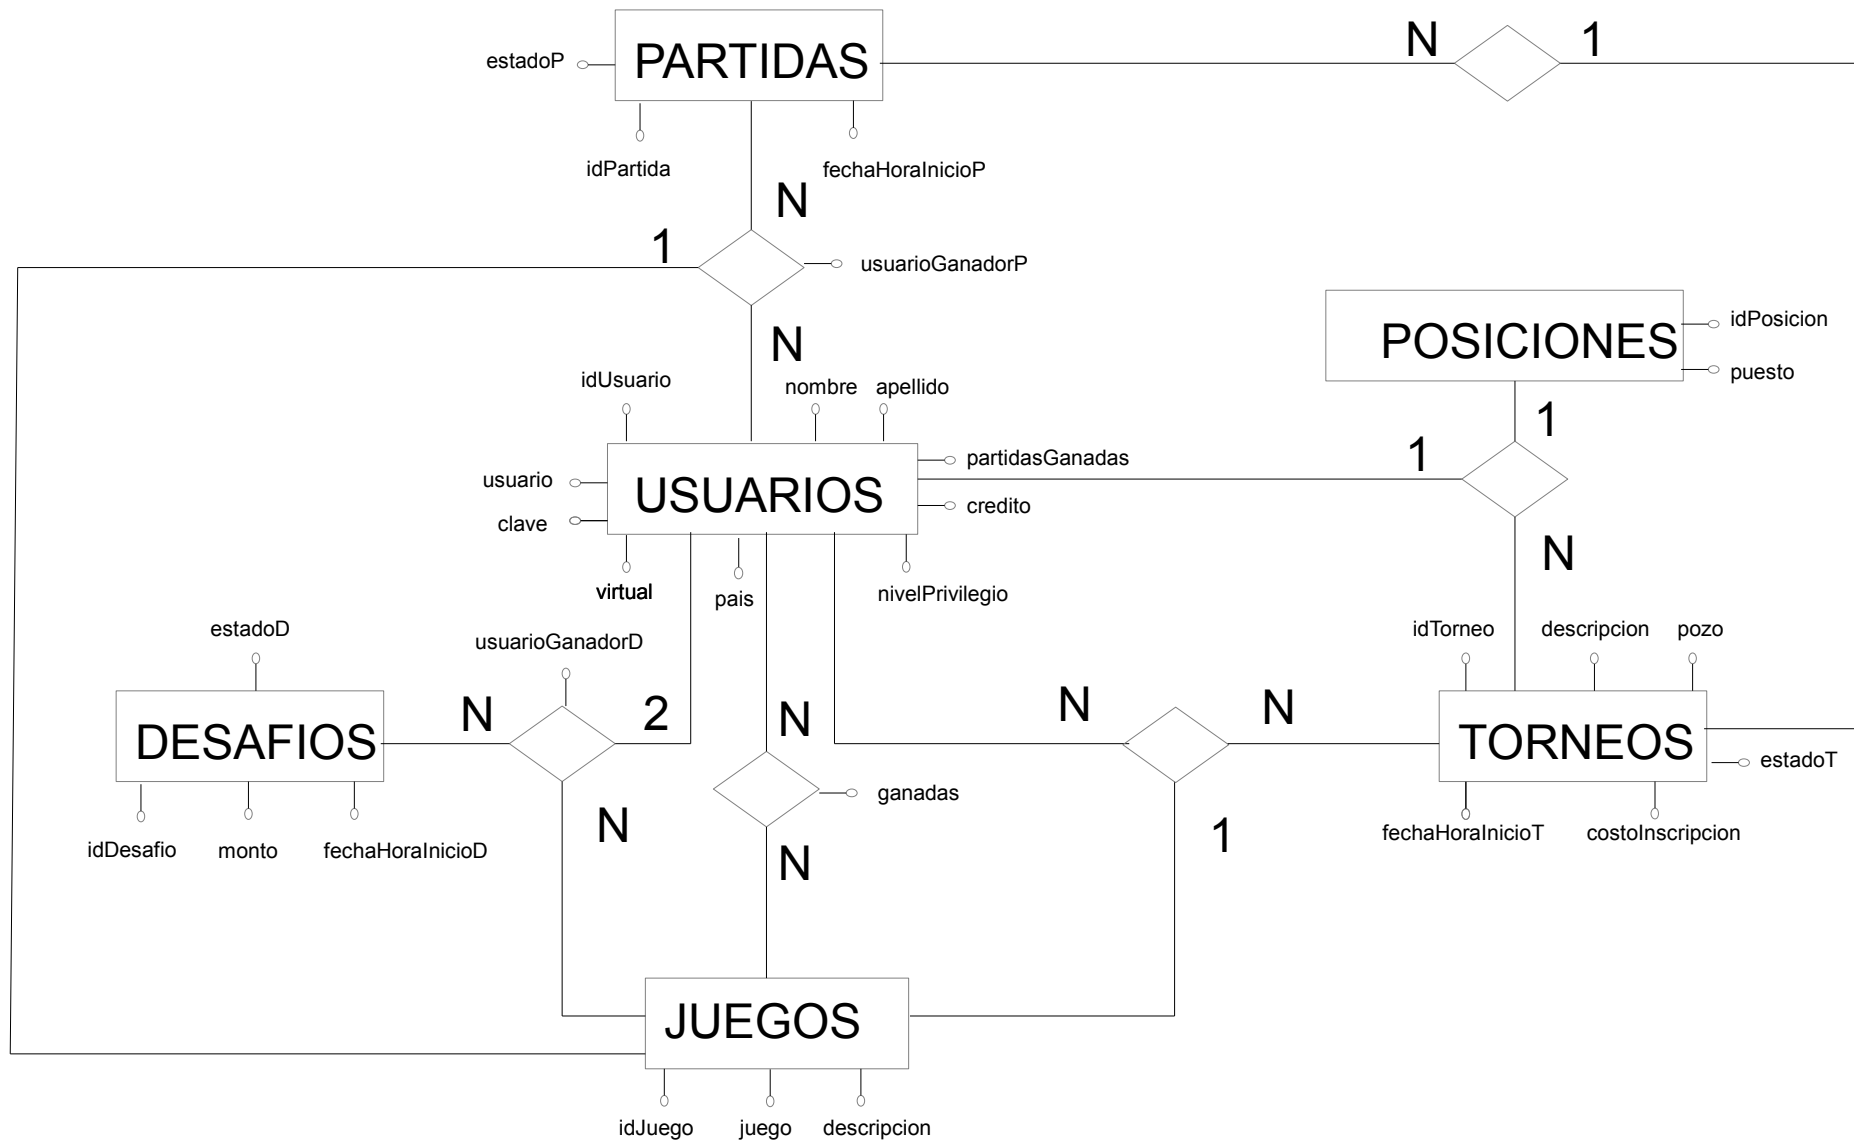 N
1
PARTIDAS
estadoP
idPartida
fechaHoraInicioP
N
1
usuarioGanadorP
N
POSICIONES
idPosicion
puesto
1
idUsuario
nombre
apellido
usuario
clave
USUARIOS
partidasGanadas
credito
1
virtual
pais
nivelPrivilegio
N
estadoD
usuarioGanadorD
idTorneo
descripcion
pozo
DESAFIOS
N
2
N
N
N
TORNEOS
estadoT
idDesafio
monto
fechaHoraInicioD
N
ganadas
1
fechaHoraInicioT
costoInscripcion
N
JUEGOS
idJuego
juego
descripcion